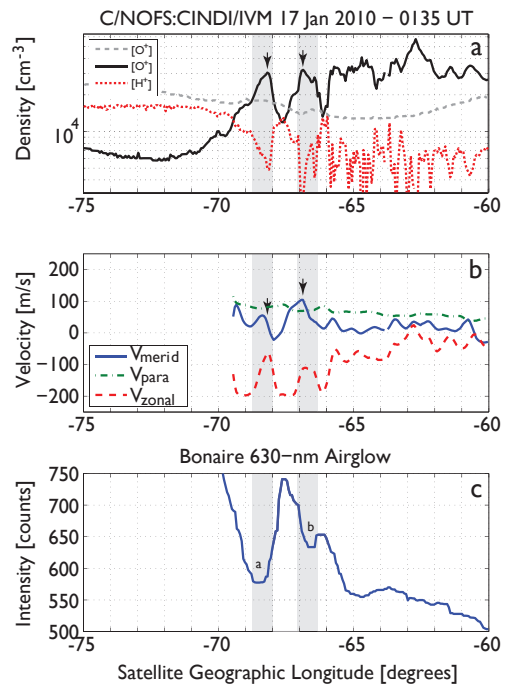 C/NOFS:CINDI/IVM 17 Jan 2010 − 0135 UT
a
[O⁺]
[O⁺]
[H⁺]
Density [cm⁻³]
10⁴
-75 -70 -65 -60
b
200
100
0
−100
−200
Velocity [m/s]
V_merid
V_para
V_zonal
-75 -70 -65 -60
Bonaire 630−nm Airglow
c
750
700
650
600
550
500
Intensity [counts]
a
b
-75 -70 -65 -60
Satellite Geographic Longitude [degrees]